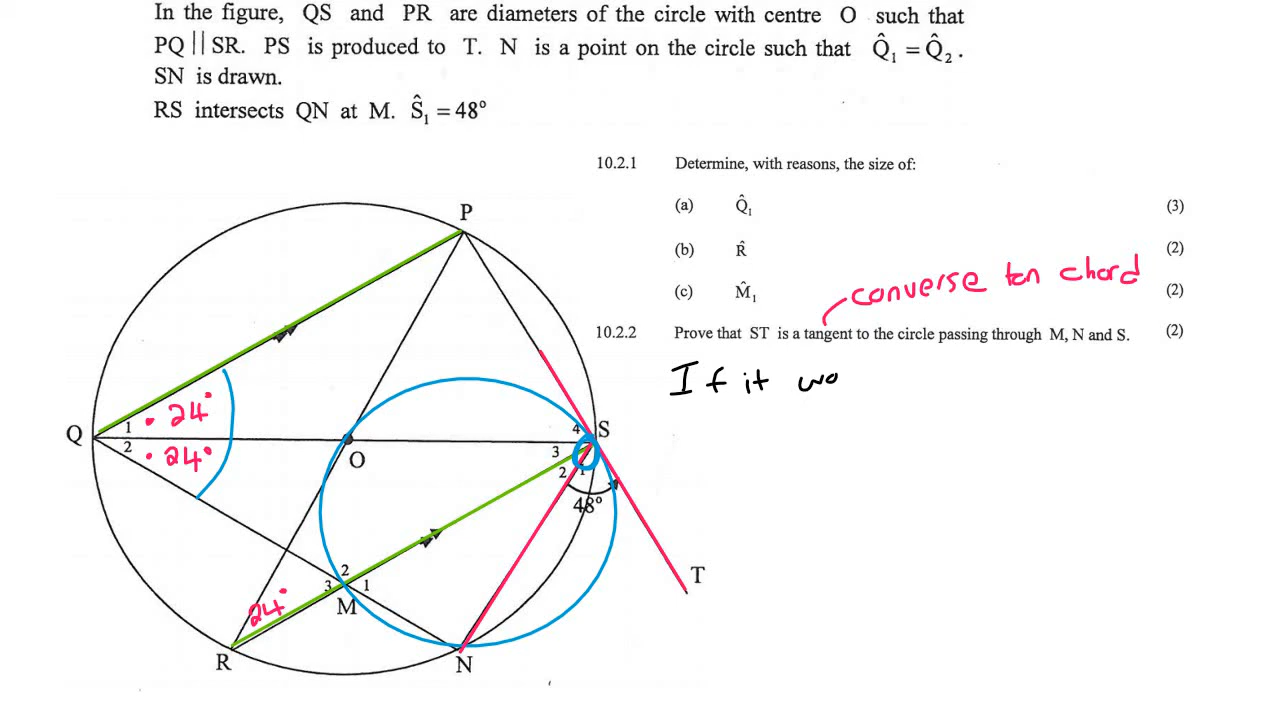 In the figure, QS and PR are diameters of the circle with centre O such that
PQ || SR. PS is produced to T. N is a point on the circle such that Q̂₁ = Q̂₂.
SN is drawn.
RS intersects QN at M. Ŝ₁ = 48°
10.2.1 Determine, with reasons, the size of:
(a) Q̂₁ (3)
(b) R̂ (2)
converse tan chord
(c) M̂₁ (2)
10.2.2 Prove that ST is a tangent to the circle passing through M, N and S. (2)
If it wo
P
Q 1 . 24°
2 . 24°
O
4 S
3
2 1
48°
T
24°
2
3 1
M
R
N